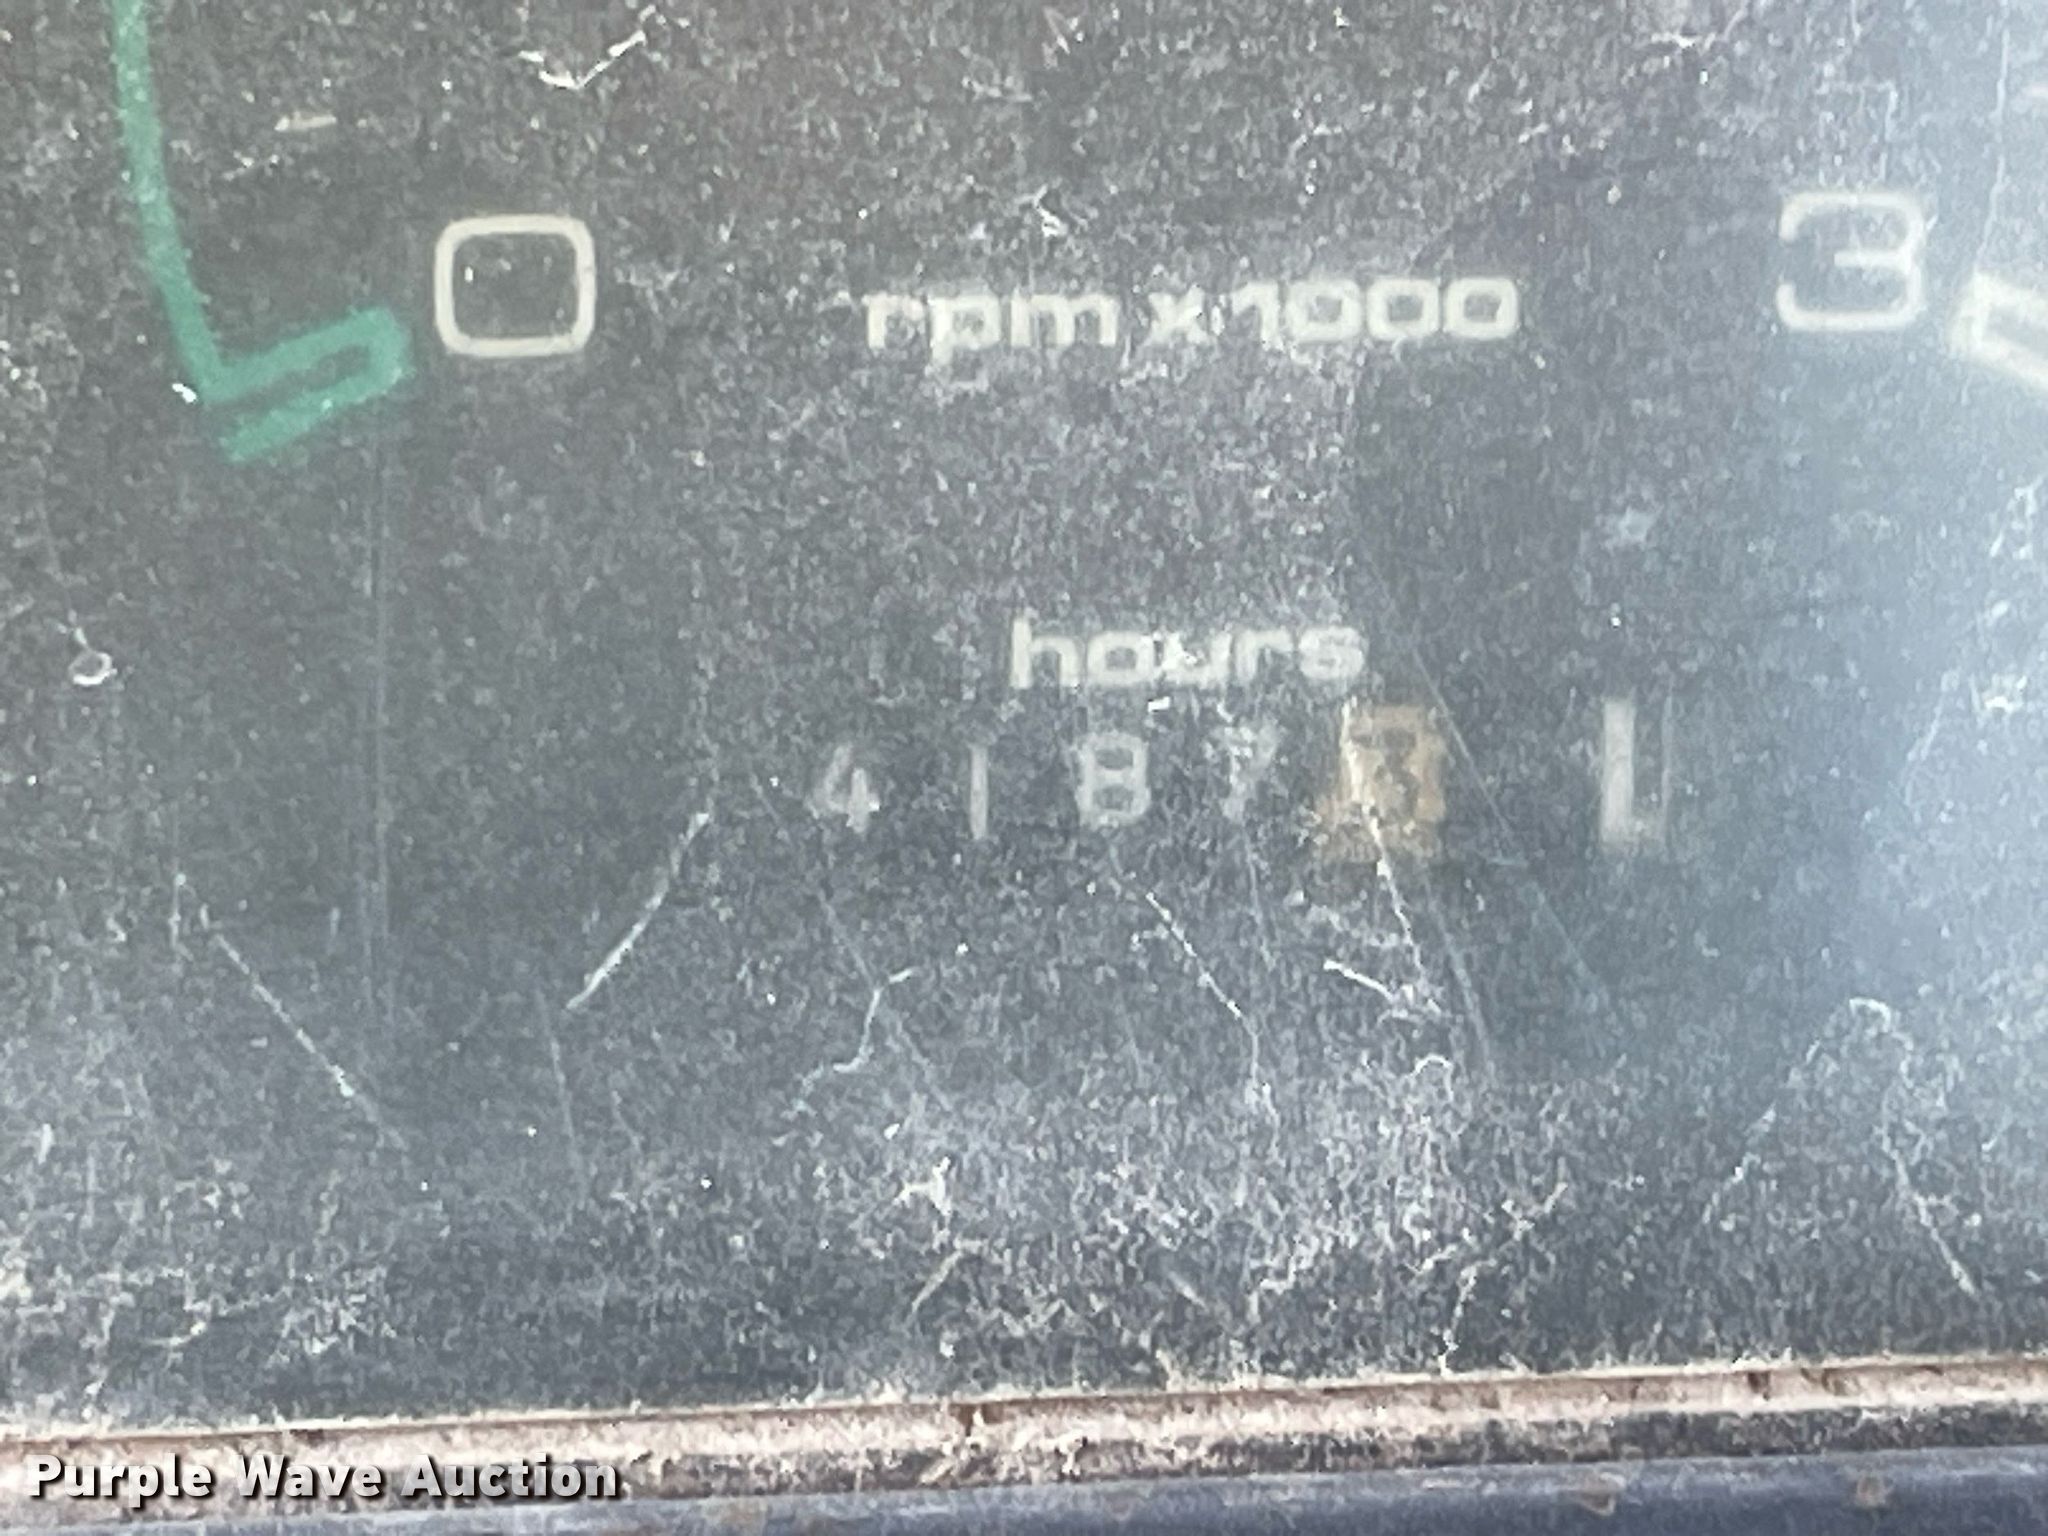 0 rpm x1000 3
hours
4187
Purple Wave Auction